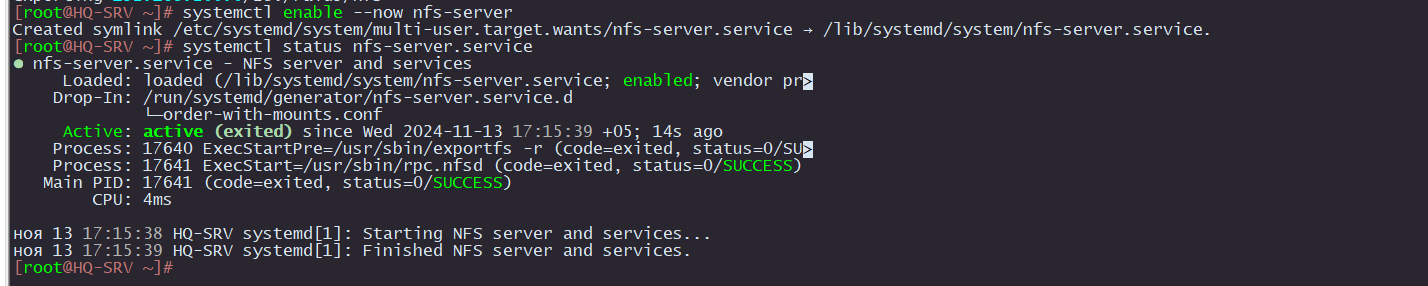 [root@HQ-SRV ~]# systemctl enable --now nfs-server
Created symlink /etc/systemd/system/multi-user.target.wants/nfs-server.service → /lib/systemd/system/nfs-server.service.
[root@HQ-SRV ~]# systemctl status nfs-server.service
● nfs-server.service - NFS server and services
     Loaded: loaded (/lib/systemd/system/nfs-server.service; enabled; vendor pr>
    Drop-In: /run/systemd/generator/nfs-server.service.d
             └─order-with-mounts.conf
     Active: active (exited) since Wed 2024-11-13 17:15:39 +05; 14s ago
    Process: 17640 ExecStartPre=/usr/sbin/exportfs -r (code=exited, status=0/SU>
    Process: 17641 ExecStart=/usr/sbin/rpc.nfsd (code=exited, status=0/SUCCESS)
   Main PID: 17641 (code=exited, status=0/SUCCESS)
        CPU: 4ms
ноя 13 17:15:38 HQ-SRV systemd[1]: Starting NFS server and services...
ноя 13 17:15:39 HQ-SRV systemd[1]: Finished NFS server and services.
[root@HQ-SRV ~]#